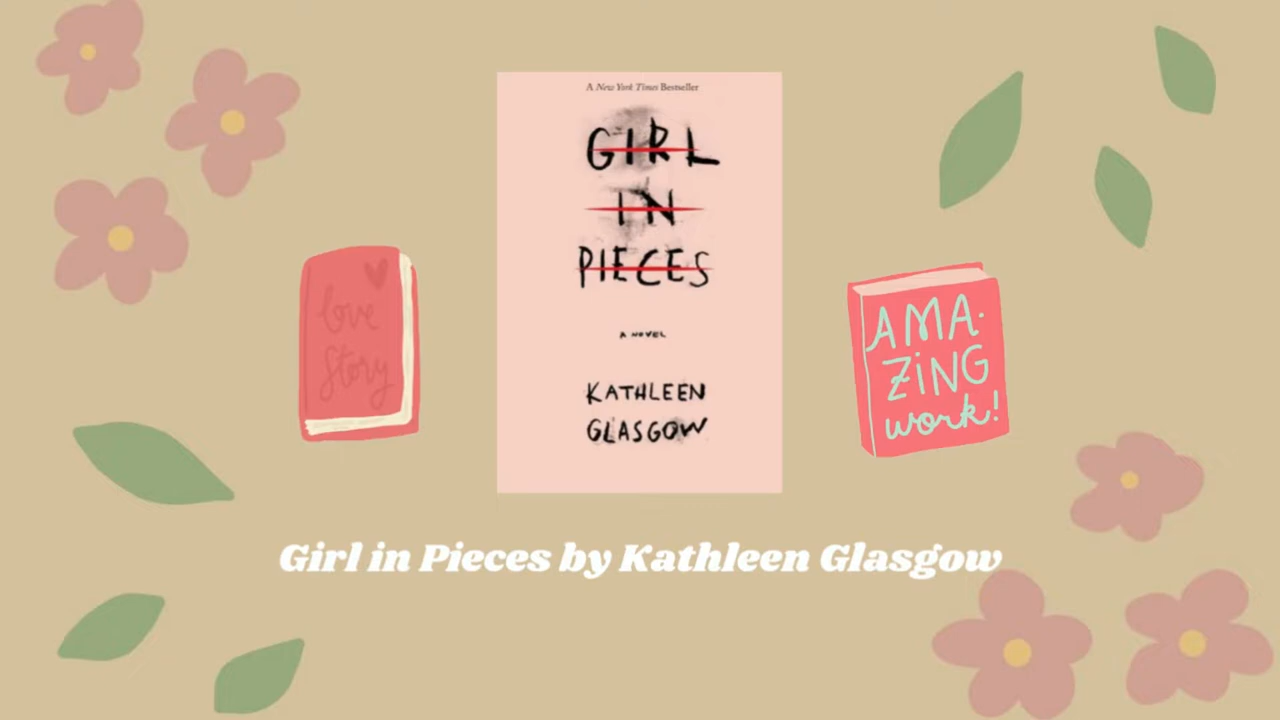 A New York Times Bestseller
GIRL
IN
PIECES
A NOVEL
KATHLEEN
GLASGOW
love
story
AMA-
ZiNG
work!
Girl in Pieces by Kathleen Glasgow